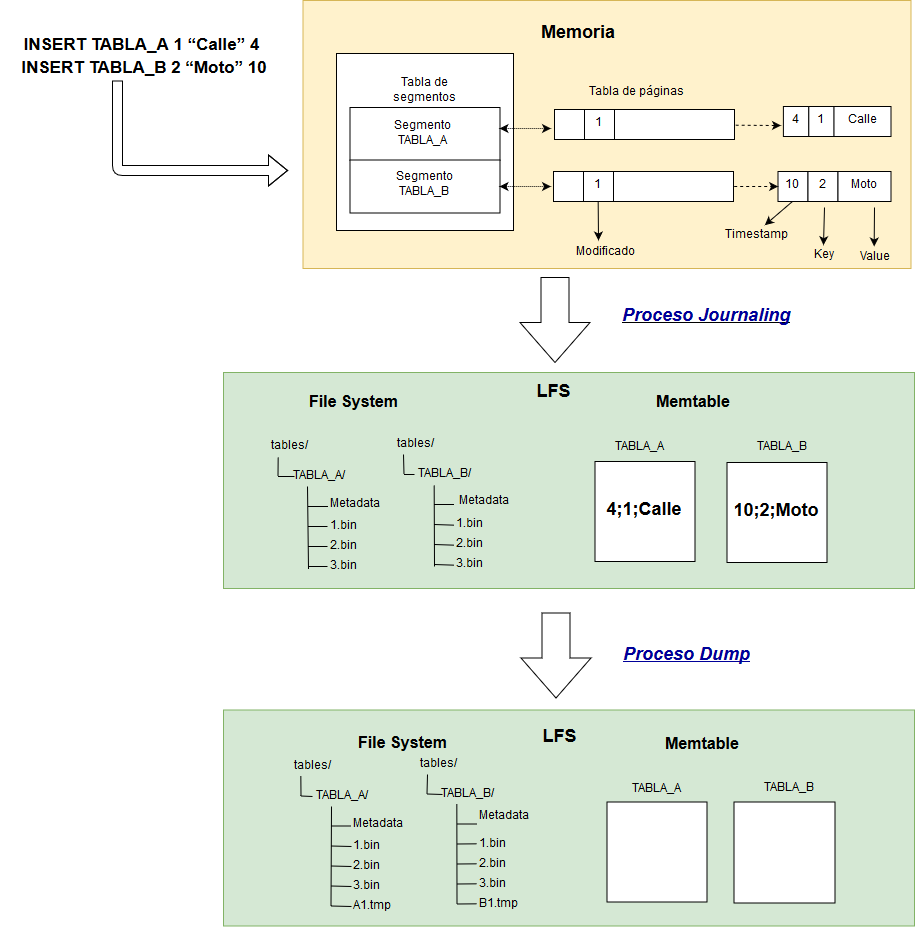 INSERT TABLA_A 1 “Calle” 4
INSERT TABLA_B 2 “Moto” 10
Memoria
Tabla de
segmentos
Segmento
TABLA_A
Segmento
TABLA_B
Tabla de páginas
1
4 1 Calle
1
10 2 Moto
Modificado
Timestamp
Key
Value
Proceso Journaling
LFS
File System
tables/
TABLA_A/
Metadata
1.bin
2.bin
3.bin
tables/
TABLA_B/
Metadata
1.bin
2.bin
3.bin
Memtable
TABLA_A
4;1;Calle
TABLA_B
10;2;Moto
Proceso Dump
LFS
File System
tables/
TABLA_A/
Metadata
1.bin
2.bin
3.bin
A1.tmp
tables/
TABLA_B/
Metadata
1.bin
2.bin
3.bin
B1.tmp
Memtable
TABLA_A
TABLA_B